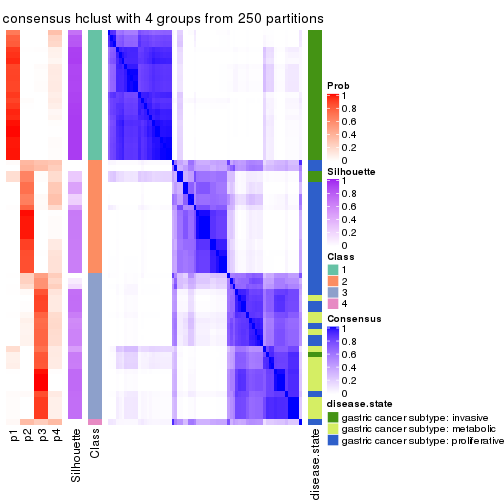 consensus hclust with 4 groups from 250 partitions
Prob
1
0.8
0.6
0.4
0.2
0
Silhouette
1
0.8
0.6
0.4
0.2
0
Class
1
2
3
4
Consensus
1
0.8
0.6
0.4
0.2
0
disease.state
gastric cancer subtype: invasive
gastric cancer subtype: metabolic
gastric cancer subtype: proliferative
p1
p2
p3
p4
Silhouette
Class
disease.state